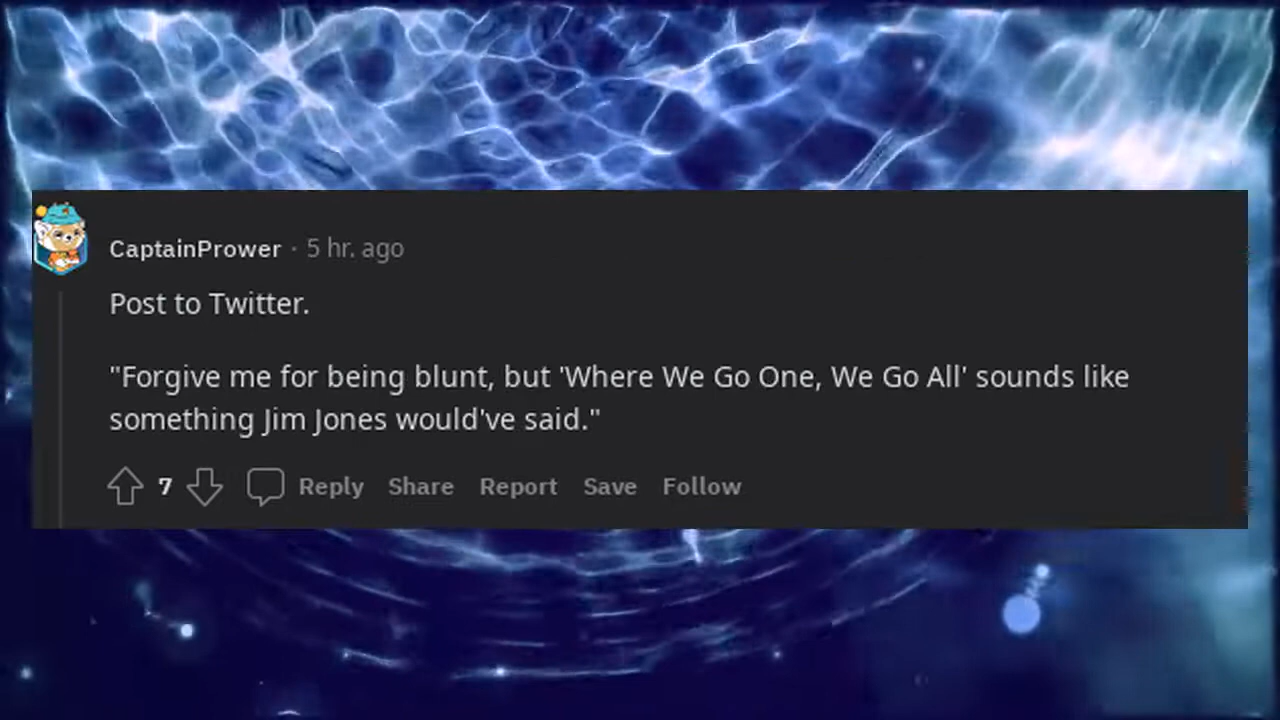 CaptainPrower · 5 hr. ago
Post to Twitter.
"Forgive me for being blunt, but 'Where We Go One, We Go All' sounds like
something Jim Jones would've said."
7 Reply Share Report Save Follow